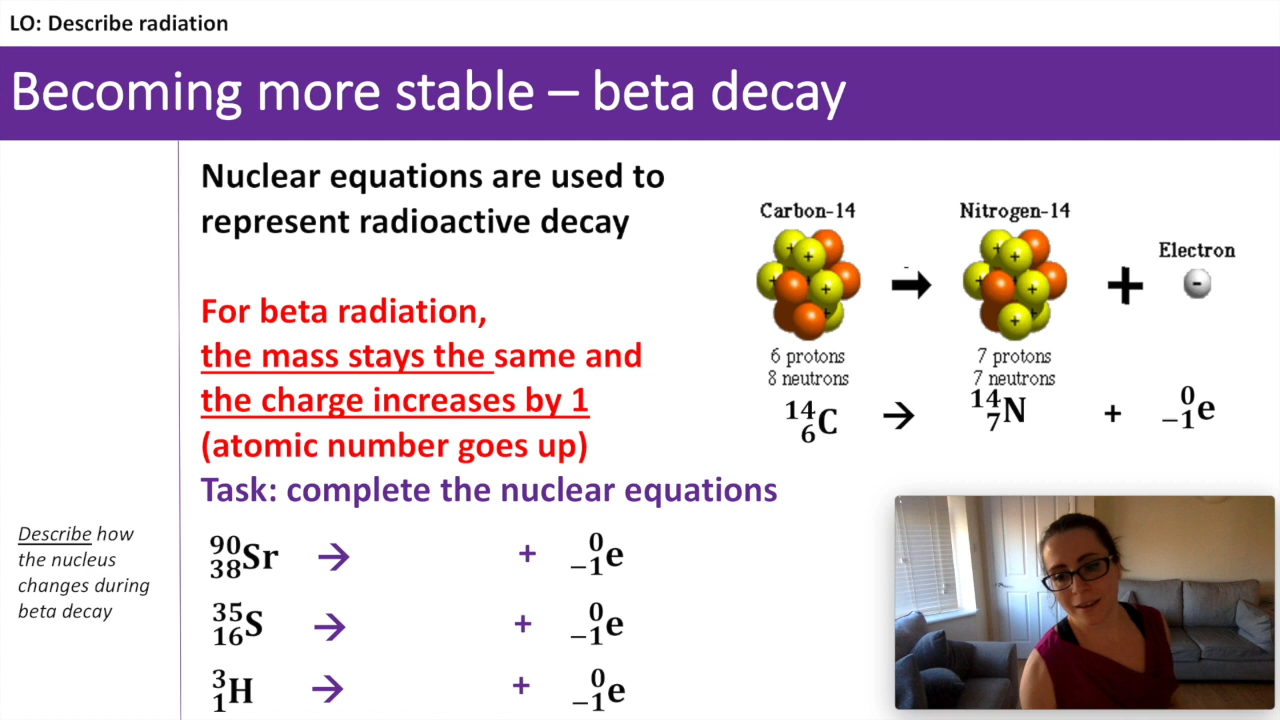 LO: Describe radiation
Becoming more stable – beta decay
Nuclear equations are used to
represent radioactive decay
For beta radiation,
the mass stays the same and
the charge increases by 1
(atomic number goes up)
Task: complete the nuclear equations
Carbon-14 Nitrogen-14
Electron
+ + + + → + + + + + -
6 protons 7 protons
8 neutrons 7 neutrons
¹⁴₆C → ¹⁴₇N + ⁰₋₁e
Describe how
the nucleus
changes during
beta decay
⁹⁰₃₈Sr → + ⁰₋₁e
³⁵₁₆S → + ⁰₋₁e
³₁H → + ⁰₋₁e